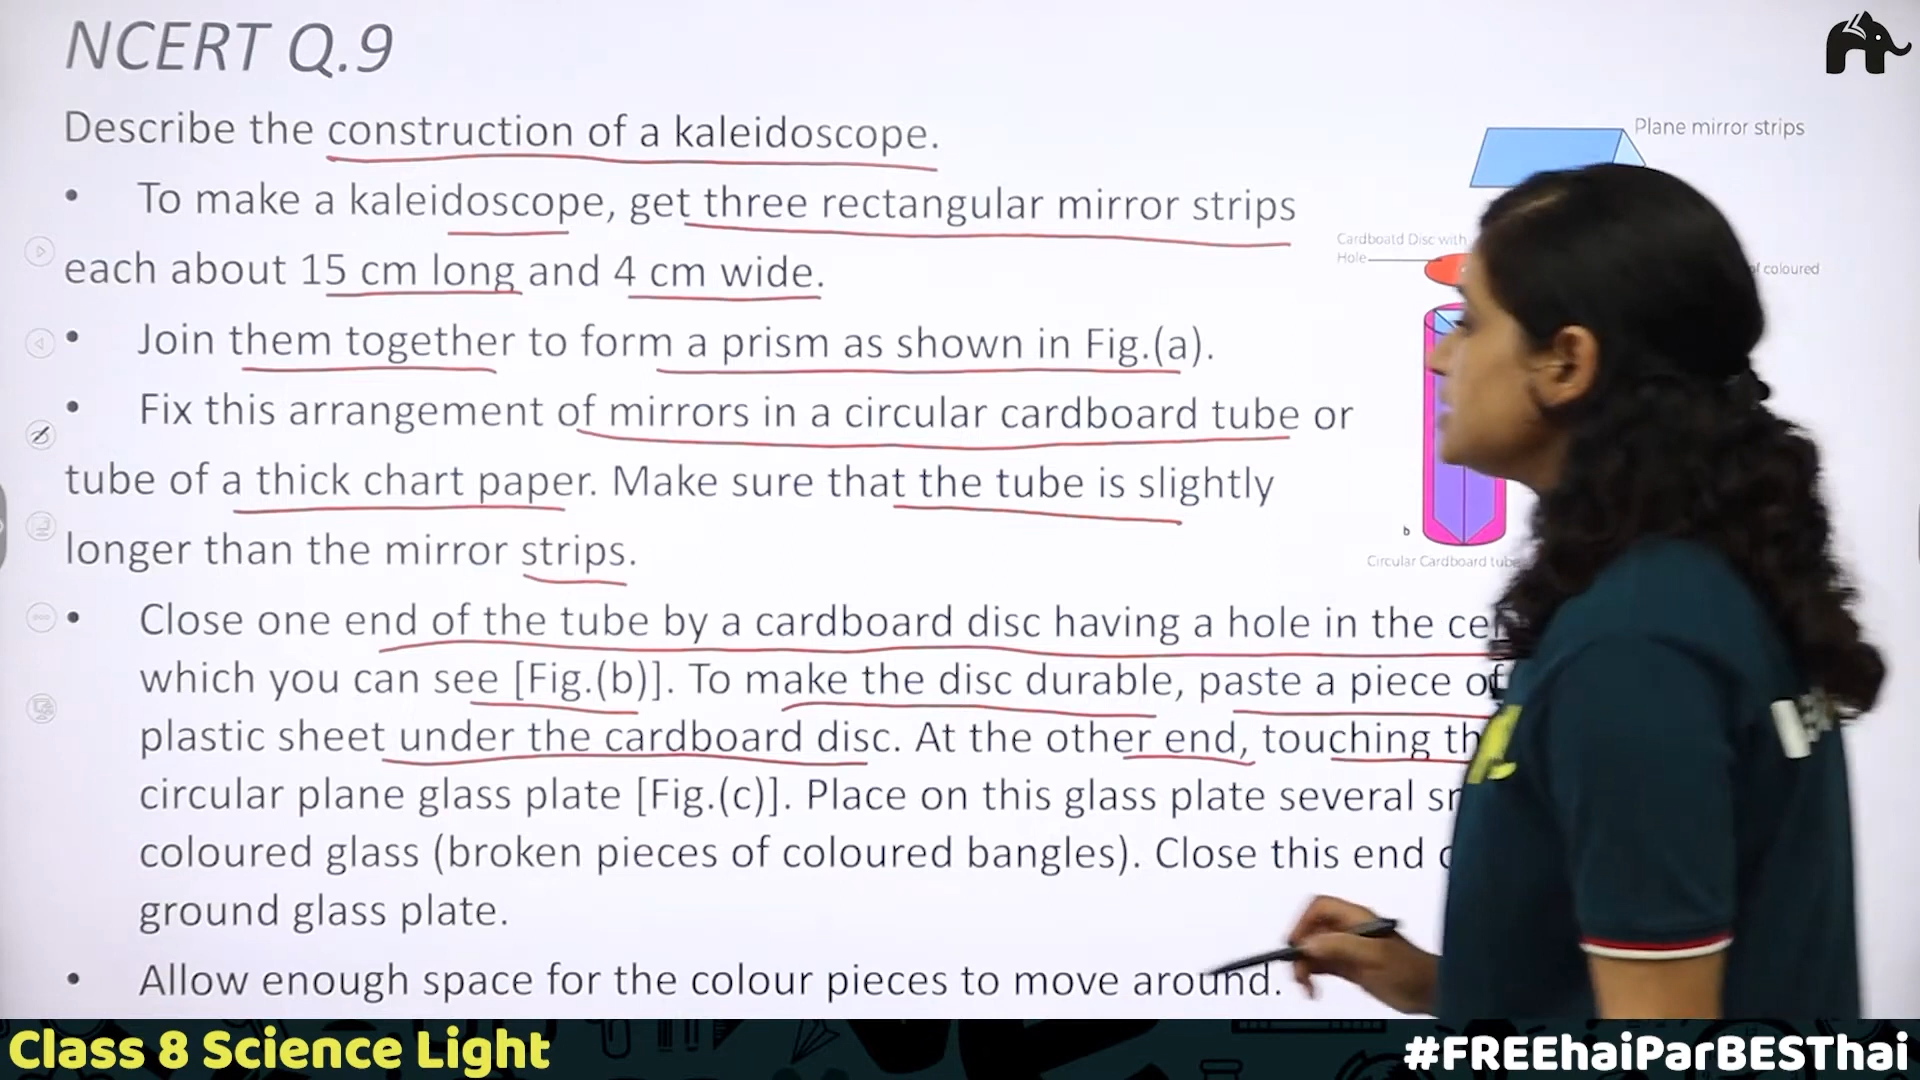 NCERT Q.9
Describe the construction of a kaleidoscope.
• To make a kaleidoscope, get three rectangular mirror strips
each about 15 cm long and 4 cm wide.
• Join them together to form a prism as shown in Fig.(a).
• Fix this arrangement of mirrors in a circular cardboard tube or
tube of a thick chart paper. Make sure that the tube is slightly
longer than the mirror strips.
• Close one end of the tube by a cardboard disc having a hole in the
which you can see [Fig.(b)]. To make the disc durable, paste a piece of
plastic sheet under the cardboard disc. At the other end, touching
circular plane glass plate [Fig.(c)]. Place on this glass plate several
coloured glass (broken pieces of coloured bangles). Close this end
ground glass plate.
• Allow enough space for the colour pieces to move around.
Plane mirror strips
Cardboatd Disc with
Hole
of coloured
b
Circular Cardboard tube
Class 8 Science Light
#FREEhaiParBESThai